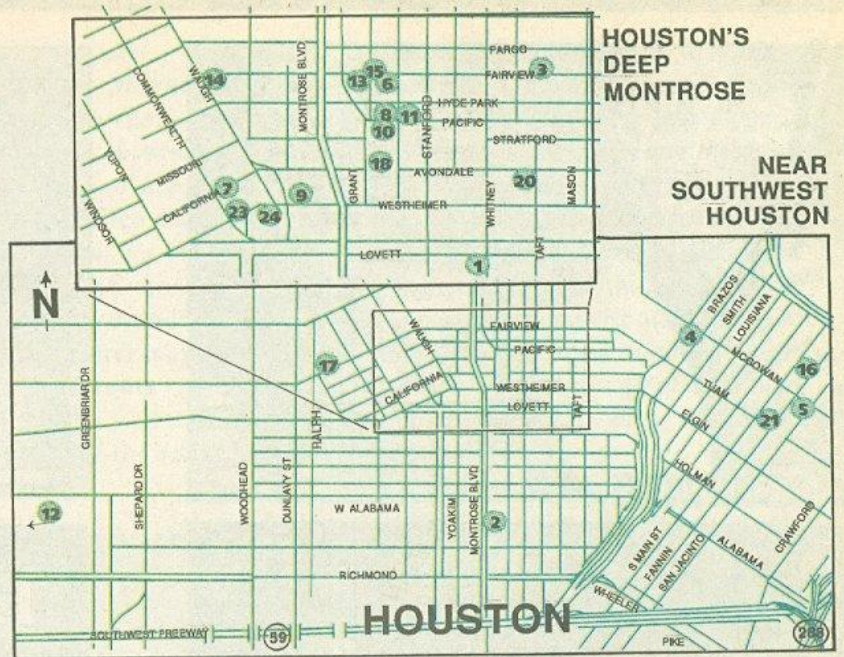 HOUSTON'S
DEEP
MONTROSE
NEAR
SOUTHWEST
HOUSTON
FARGO
FAIRVIEW
3
14
WAUGH
COMMONWEALTH
MONTROSE BLVD
13
15
6
HYDE PARK
8
11
PACIFIC
10
STANFORD
STRATFORD
YUPON
MISSOURI
18
AVONDALE
GRANT
7
CALIFORNIA
9
20
WINDSOR
23
24
WESTHEIMER
WHITNEY
MASON
TAFT
LOVETT
1
N
BRAZOS
SMITH
LOUISIANA
WAUGH
FAIRVIEW
PACIFIC
4
MCGOWAN
16
17
CALIFORNIA
WESTHEIMER
LOVETT
TAFT
TUAM
5
21
GREENBRIAR DR
RALPH
ELGIN
SHEPARD DR
WOODHEAD
DUNLAVY ST
HOLMAN
12
W ALABAMA
YOAKIM
MONTROSE BLVD
2
CRAWFORD
S MAIN ST
FANNIN
SAN JACINTO
ALABAMA
RICHMOND
WHEELER
HOUSTON
SOUTHWEST FREEWAY
59
PIKE
288